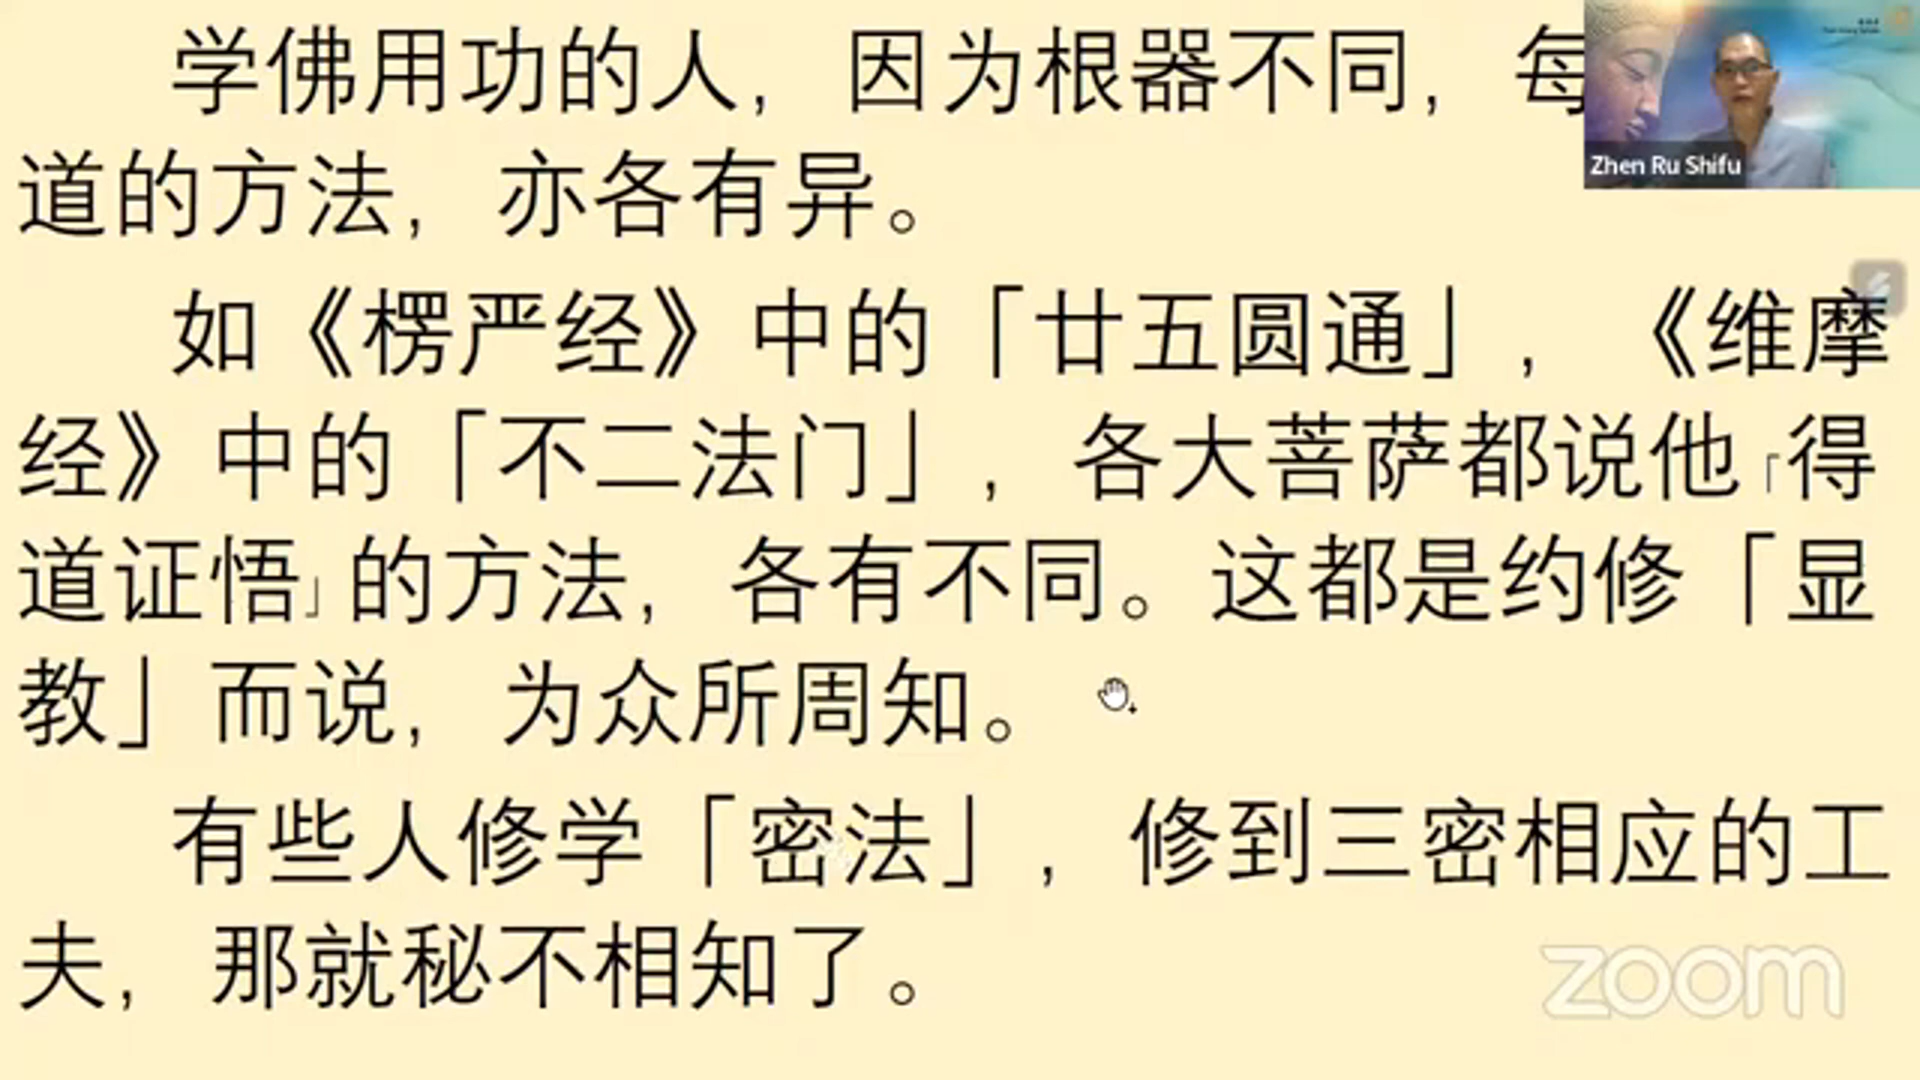 学佛用功的人，因为根器不同，每
道的方法，亦各有异。
如《楞严经》中的「廿五圆通」，《维摩
经》中的「不二法门」，各大菩萨都说他「得
道证悟」的方法，各有不同。这都是约修「显
教」而说，为众所周知。
有些人修学「密法」，修到三密相应的工
夫，那就秘不相知了。
Zhen Ru Shifu
zoom